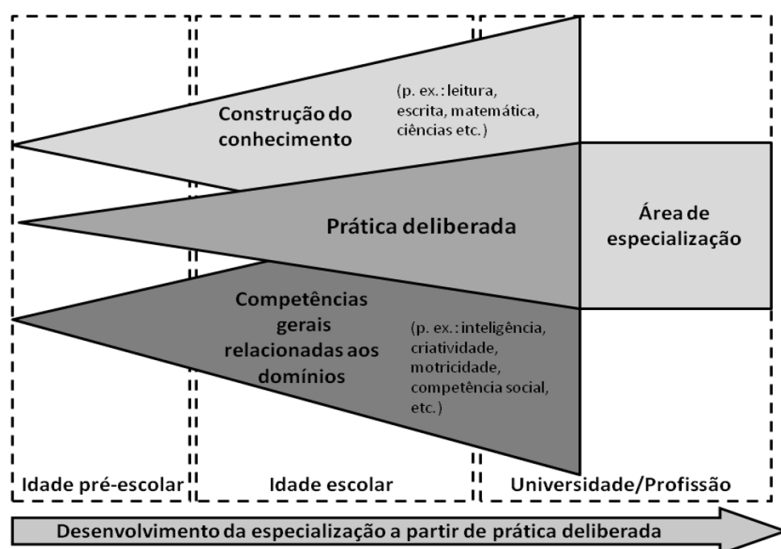 Construção do
conhecimento
(p. ex.: leitura,
escrita, matemática,
ciências etc.)
Prática deliberada
Área de
especialização
Competências
gerais
relacionadas aos
domínios
(p. ex.: inteligência,
criatividade,
motricidade,
competência social,
etc.)
Idade pré-escolar
Idade escolar
Universidade/Profissão
Desenvolvimento da especialização a partir de prática deliberada